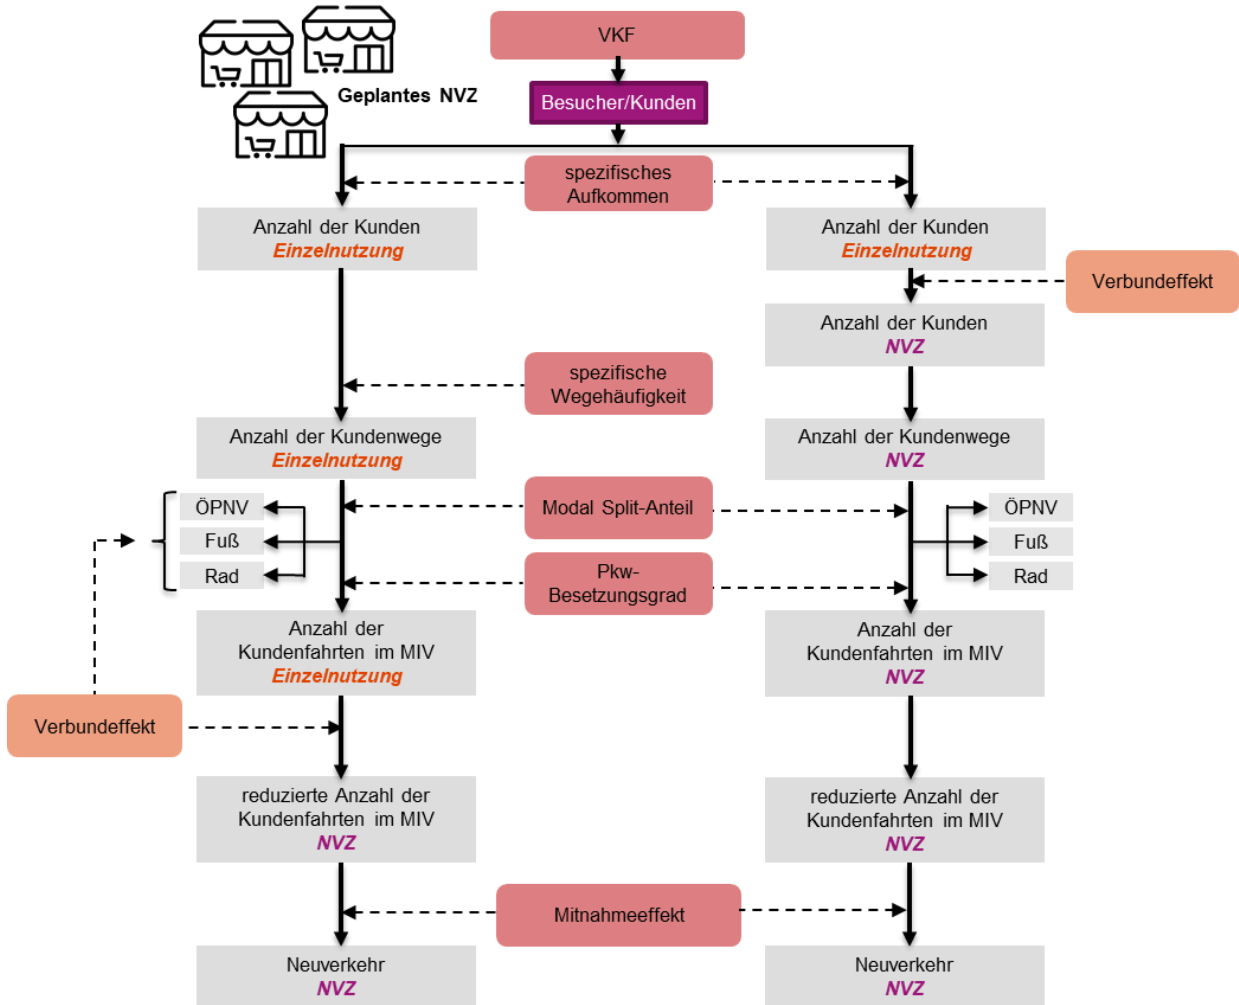 VKF
Geplantes NVZ
Besucher/Kunden
spezifisches
Aufkommen
Anzahl der Kunden
Einzelnutzung
Anzahl der Kunden
Einzelnutzung
Verbundeffekt
Anzahl der Kunden
NVZ
spezifische
Wegehäufigkeit
Anzahl der Kundenwege
Einzelnutzung
Anzahl der Kundenwege
NVZ
ÖPNV
Fuß
Rad
Modal Split-Anteil
ÖPNV
Fuß
Rad
Pkw-
Besetzungsgrad
Anzahl der
Kundenfahrten im MIV
Einzelnutzung
Anzahl der
Kundenfahrten im MIV
NVZ
Verbundeffekt
reduzierte Anzahl der
Kundenfahrten im MIV
NVZ
reduzierte Anzahl der
Kundenfahrten im MIV
NVZ
Mitnahmeeffekt
Neuverkehr
NVZ
Neuverkehr
NVZ